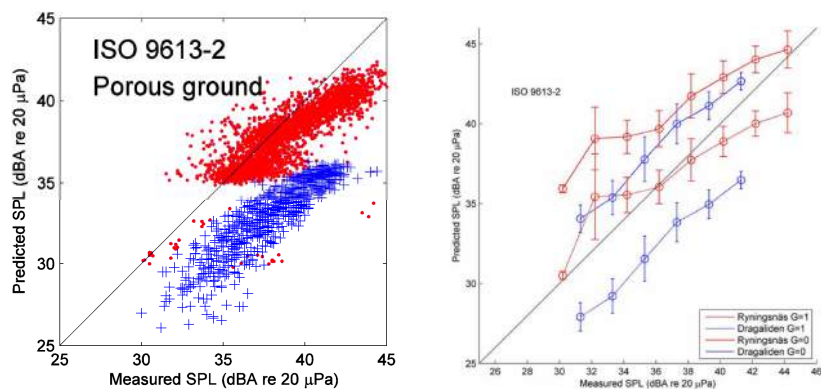 45
ISO 9613-2
Porous ground
40
35
30
25
Predicted SPL (dBA re 20 μPa)
25 30 35 40 45
Measured SPL (dBA re 20 μPa)
45
40
35
30
25
Predicted SPL (dBA re 20 μPa)
ISO 9613-2
Ryningsnäs G=1
Dragaliden G=1
Ryningsnäs G=0
Dragaliden G=0
26 28 30 32 34 36 38 40 42 44 46
Measured SPL (dBA re 20 μPa)